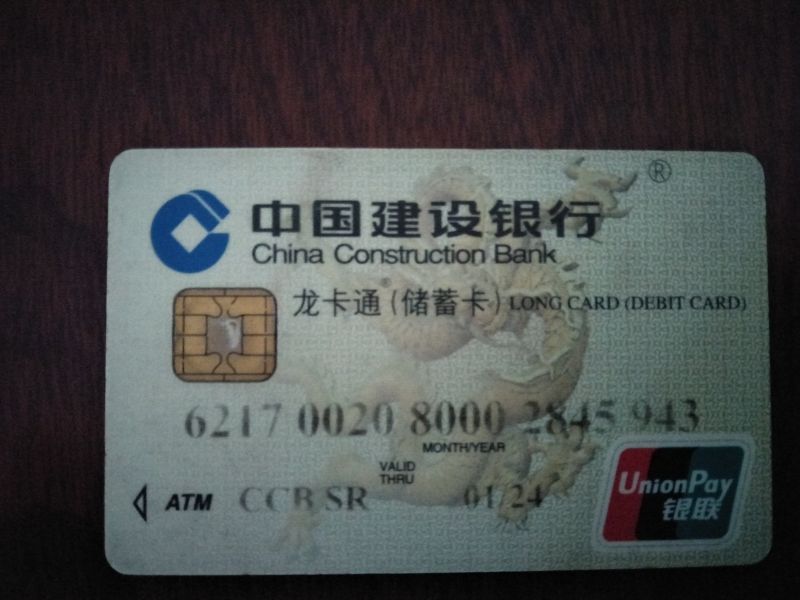 ®
中国建设银行
China Construction Bank
龙卡通(储蓄卡) LONG CARD (DEBIT CARD)
6217 0020 8000 2845 943
MONTH/YEAR
VALID
THRU
ATM CCB SR 01/24
UnionPay
银联